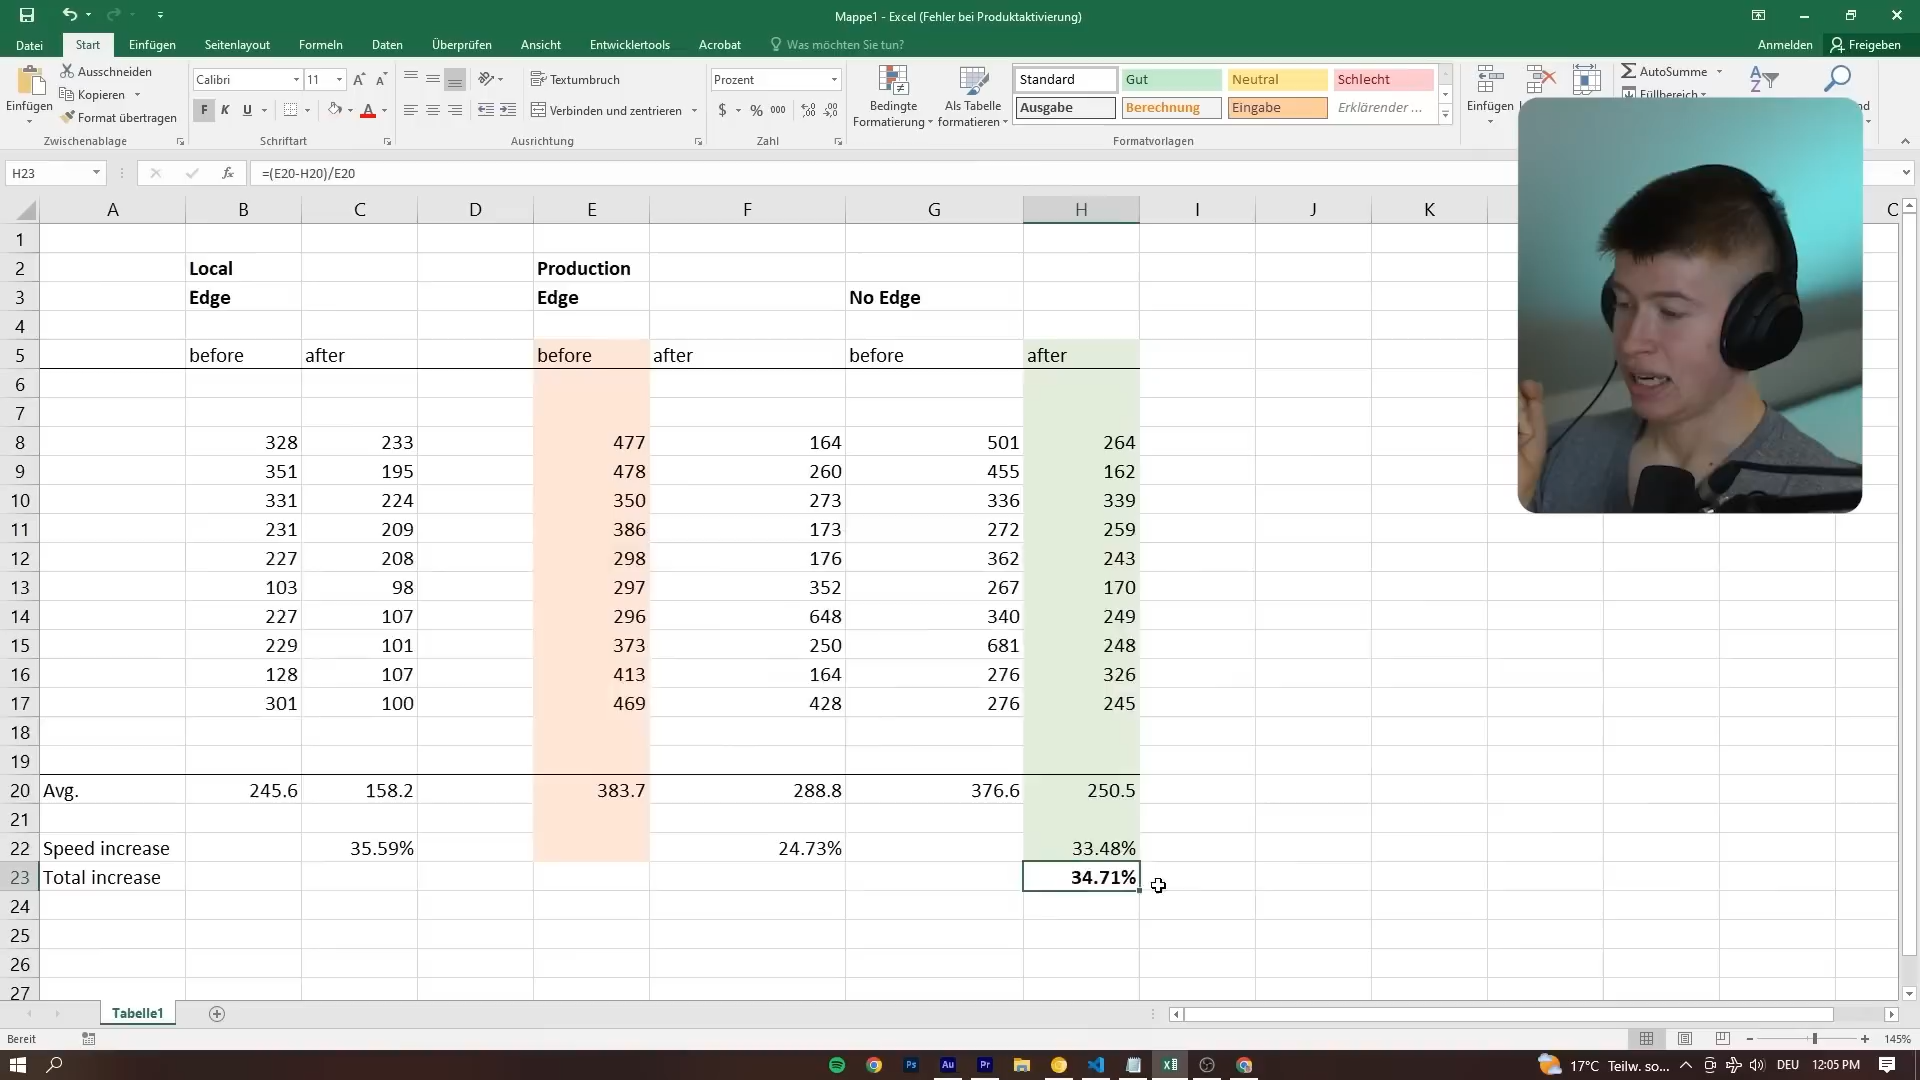 Mappe1 - Excel (Fehler bei Produktaktivierung)
Datei Start Einfügen Seitenlayout Formeln Daten Überprüfen Ansicht Entwicklertools Acrobat Was möchten Sie tun? Anmelden Freigeben
Einfügen
Ausschneiden
Kopieren
Format übertragen
Zwischenablage
Calibri 11
F K U
Schriftart
Textumbruch
Verbinden und zentrieren
Ausrichtung
Prozent
$ % 000
Zahl
Bedingte Formatierung
Als Tabelle formatieren
Standard Gut Neutral Schlecht
Ausgabe Berechnung Eingabe Erklärender ...
Formatvorlagen
Einfügen
AutoSumme
Füllbereich
H23 fx =(E20-H20)/E20
A B C D E F G H I J K
1
2 Local Production
3 Edge Edge No Edge
4
5 before after before after before after
6
7
8 328 233 477 164 501 264
9 351 195 478 260 455 162
10 331 224 350 273 336 339
11 231 209 386 173 272 259
12 227 208 298 176 362 243
13 103 98 297 352 267 170
14 227 107 296 648 340 249
15 229 101 373 250 681 248
16 128 107 413 164 276 326
17 301 100 469 428 276 245
18
19
20 Avg. 245.6 158.2 383.7 288.8 376.6 250.5
21
22 Speed increase 35.59% 24.73% 33.48%
23 Total increase 34.71%
24
25
26
27
Tabelle1
Bereit 145%
Ps Au Pr 17°C Teilw. so... DEU 12:05 PM